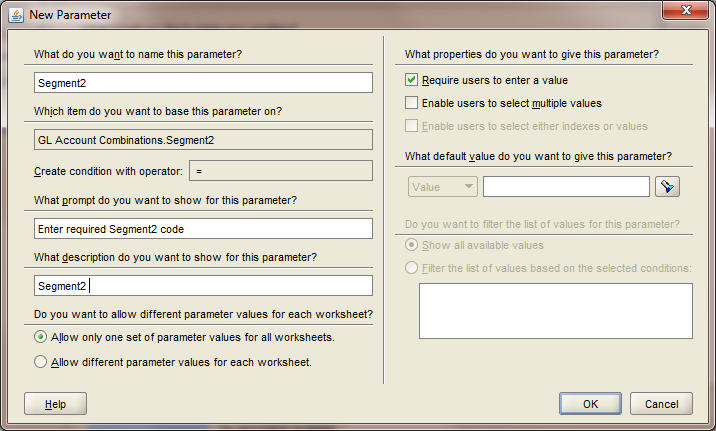 New Parameter
What do you want to name this parameter?
Segment2
Which item do you want to base this parameter on?
GL Account Combinations.Segment2
Create condition with operator: =
What prompt do you want to show for this parameter?
Enter required Segment2 code
What description do you want to show for this parameter?
Segment2
Do you want to allow different parameter values for each worksheet?
Allow only one set of parameter values for all worksheets.
Allow different parameter values for each worksheet.
What properties do you want to give this parameter?
Require users to enter a value
Enable users to select multiple values
Enable users to select either indexes or values
What default value do you want to give this parameter?
Value
Do you want to filter the list of values for this parameter?
Show all available values
Filter the list of values based on the selected conditions:
Help
OK
Cancel